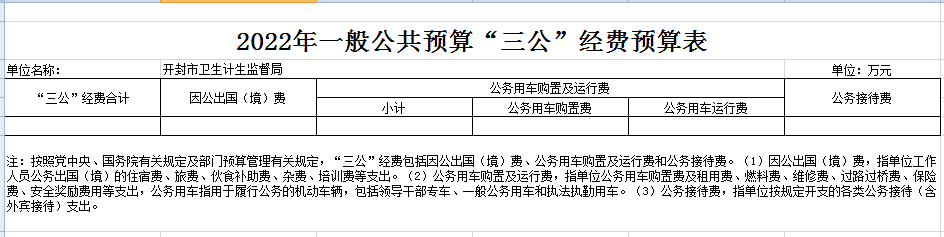 2022年一般公共预算“三公”经费预算表
单位名称： 开封市卫生计生监督局 单位：万元
“三公”经费合计 因公出国（境）费 公务用车购置及运行费 公务接待费
小计 公务用车购置费 公务用车运行费
注：按照党中央、国务院有关规定及部门预算管理有关规定，“三公”经费包括因公出国（境）费、公务用车购置及运行费和公务接待费。（1）因公出国（境）费，指单位工作
人员公务出国（境）的住宿费、旅费、伙食补助费、杂费、培训费等支出。（2）公务用车购置及运行费，指单位公务用车购置费及租用费、燃料费、维修费、过路过桥费、保险
费、安全奖励费用等支出，公务用车指用于履行公务的机动车辆，包括领导干部专车、一般公务用车和执法执勤用车。（3）公务接待费，指单位按规定开支的各类公务接待（含
外宾接待）支出。